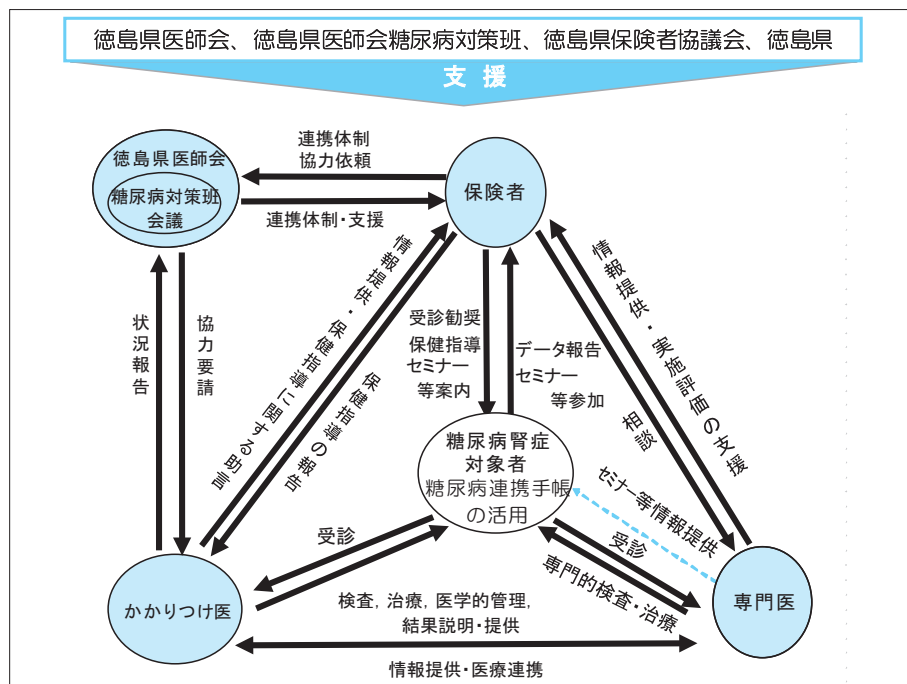 徳島県医師会、徳島県医師会糖尿病対策班、徳島県保険者協議会、徳島県
支援
連携体制
協力依頼
徳島県医師会
糖尿病対策班
会議
保険者
連携体制・支援
情報提供・保健指導に関する助言
保健指導の報告
受診勧奨
保健指導
セミナー
等案内
データ報告
セミナー
等参加
情報提供・実施評価の支援
相談
状況報告
協力要請
糖尿病腎症
対象者
糖尿病連携手帳
の活用
セミナー等情報提供
受診
受診
専門的検査・治療
かかりつけ医
検査, 治療, 医学的管理,
結果説明・提供
専門医
情報提供・医療連携